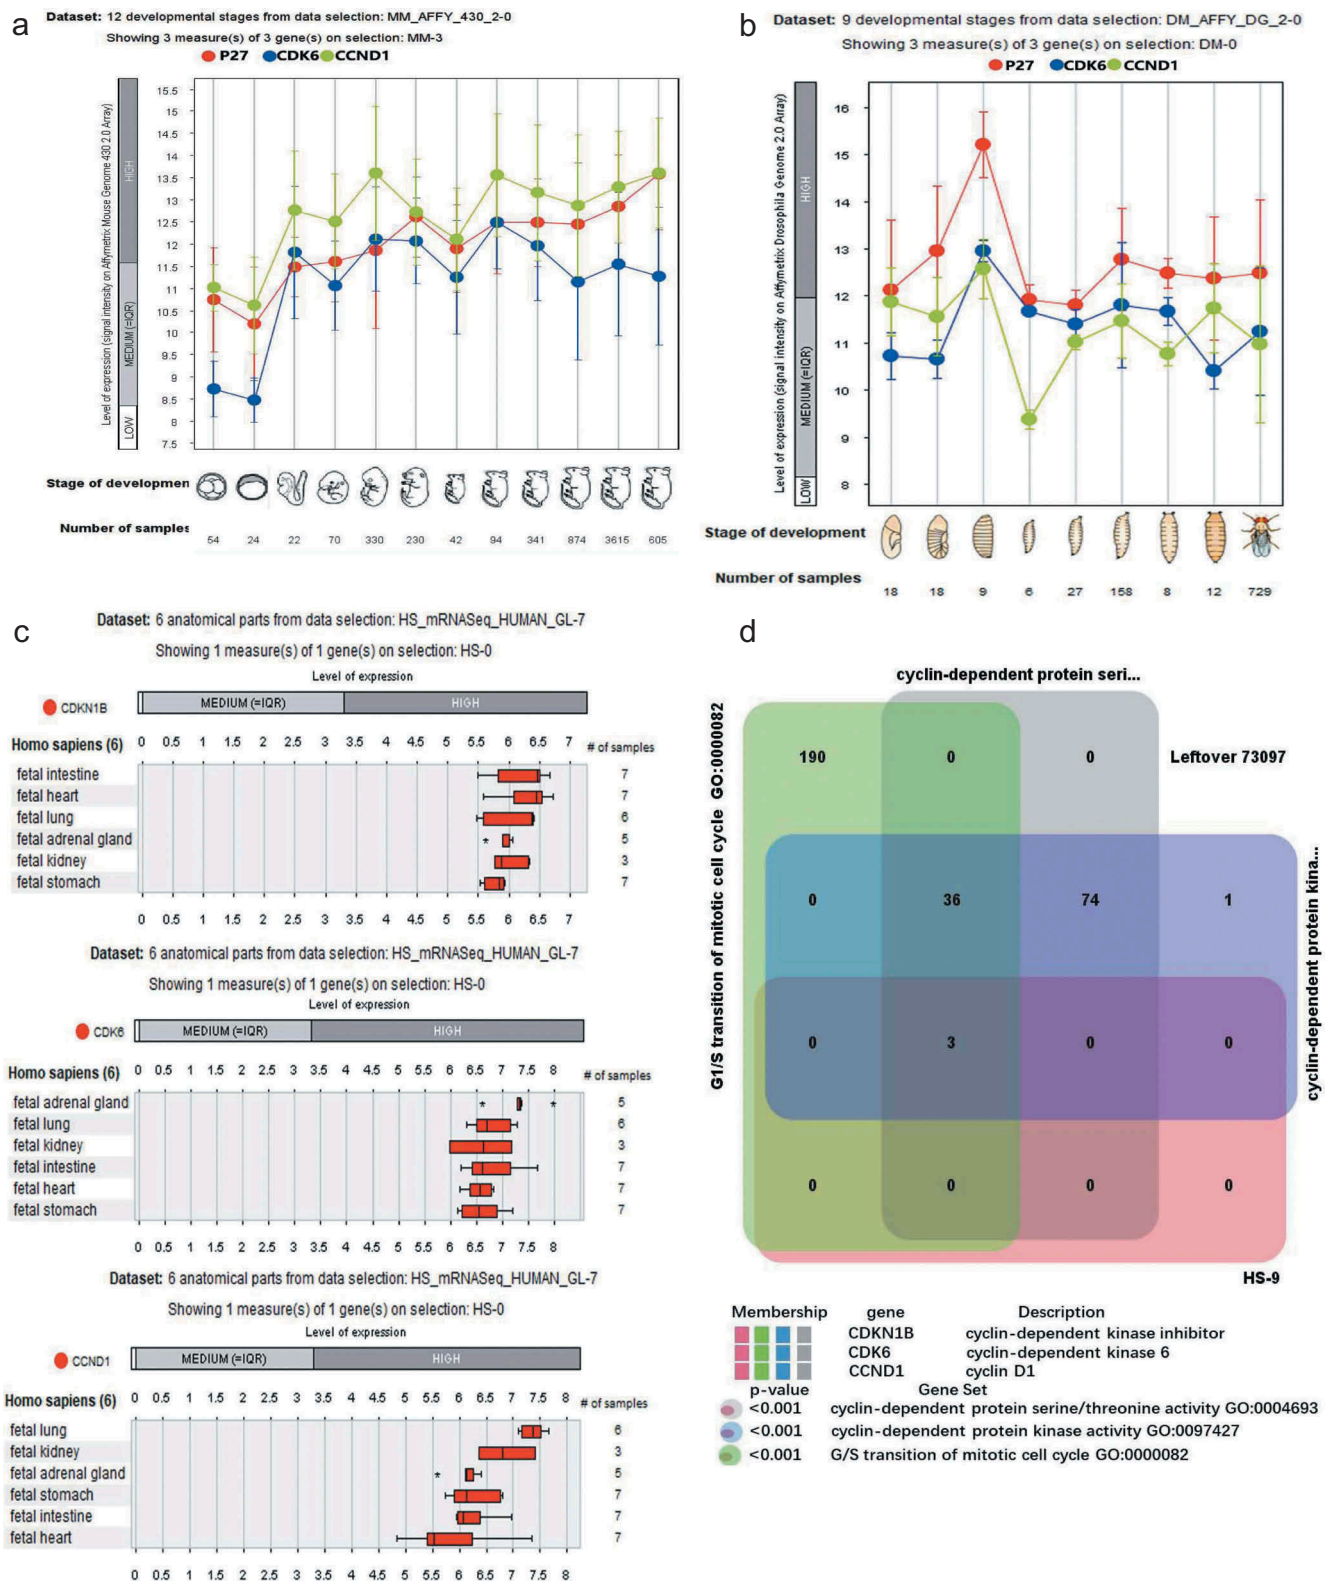 a
Dataset: 12 developmental stages from data selection: MM_AFFY_430_2-0
Showing 3 measure(s) of 3 gene(s) on selection: MM-3
P27 CDK6 CCND1
Level of expression (signal intensity on Affymetrix Mouse Genome 430 2.0 Array)
HIGH
MEDIUM (=IQR)
LOW
15.5
15
14.5
14
13.5
13
12.5
12
11.5
11
10.5
10
9.5
9
8.5
8
7.5
Stage of developmen
Number of samples
54 24 22 70 330 230 42 94 341 874 3615 605
b
Dataset: 9 developmental stages from data selection: DM_AFFY_DG_2-0
Showing 3 measure(s) of 3 gene(s) on selection: DM-0
P27 CDK6 CCND1
Level of expression (signal intensity on Affymetrix Drosophila Genome 2.0 Array)
HIGH
MEDIUM (=IQR)
LOW
16
15
14
13
12
11
10
9
8
Stage of development
Number of samples
18 18 9 6 27 158 8 12 729
c
Dataset: 6 anatomical parts from data selection: HS_mRNASeq_HUMAN_GL-7
Showing 1 measure(s) of 1 gene(s) on selection: HS-0
Level of expression
CDKN1B MEDIUM (=IQR) HIGH
Homo sapiens (6) 0 0.5 1 1.5 2 2.5 3 3.5 4 4.5 5 5.5 6 6.5 7 # of samples
fetal intestine 7
fetal heart 7
fetal lung 6
fetal adrenal gland * 5
fetal kidney 3
fetal stomach 7
0 0.5 1 1.5 2 2.5 3 3.5 4 4.5 5 5.5 6 6.5 7
Dataset: 6 anatomical parts from data selection: HS_mRNASeq_HUMAN_GL-7
Showing 1 measure(s) of 1 gene(s) on selection: HS-0
Level of expression
CDK6 MEDIUM (=IQR) HIGH
Homo sapiens (6) 0 0.5 1 1.5 2 2.5 3 3.5 4 4.5 5 5.5 6 6.5 7 7.5 8 # of samples
fetal adrenal gland * * 5
fetal lung 6
fetal kidney 3
fetal intestine 7
fetal heart 7
fetal stomach 7
0 0.5 1 1.5 2 2.5 3 3.5 4 4.5 5 5.5 6 6.5 7 7.5 8
Dataset: 6 anatomical parts from data selection: HS_mRNASeq_HUMAN_GL-7
Showing 1 measure(s) of 1 gene(s) on selection: HS-0
Level of expression
CCND1 MEDIUM (=IQR) HIGH
Homo sapiens (6) 0 0.5 1 1.5 2 2.5 3 3.5 4 4.5 5 5.5 6 6.5 7 7.5 8 # of samples
fetal lung 6
fetal kidney 3
fetal adrenal gland * 5
fetal stomach 7
fetal intestine 7
fetal heart 7
0 0.5 1 1.5 2 2.5 3 3.5 4 4.5 5 5.5 6 6.5 7 7.5 8
d
cyclin-dependent protein seri...
G1/S transition of mitotic cell cycle GO:0000082
cyclin-dependent protein kina...
190 0 0 Leftover 73097
0 36 74 1
0 3 0 0
0 0 0 0
HS-9
Membership gene Description
CDKN1B cyclin-dependent kinase inhibitor
CDK6 cyclin-dependent kinase 6
CCND1 cyclin D1
p-value Gene Set
<0.001 cyclin-dependent protein serine/threonine activity GO:0004693
<0.001 cyclin-dependent protein kinase activity GO:0097427
<0.001 G/S transition of mitotic cell cycle GO:0000082